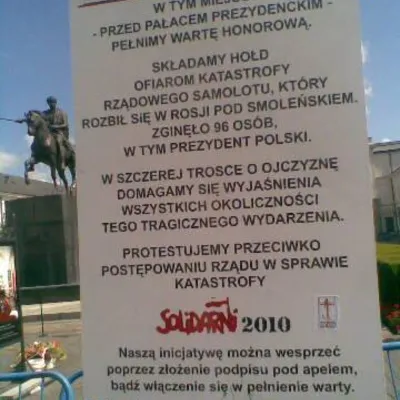 W TYM MIEJSCU
- PRZED PAŁACEM PREZYDENCKIM -
PEŁNIMY WARTĘ HONOROWĄ.
SKŁADAMY HOŁD
OFIAROM KATASTROFY
RZĄDOWEGO SAMOLOTU, KTÓRY
ROZBIŁ SIĘ W ROSJI POD SMOLEŃSKIEM.
ZGINĘŁO 96 OSÓB,
W TYM PREZYDENT POLSKI.
W SZCZEREJ TROSCE O OJCZYZNĘ
DOMAGAMY SIĘ WYJAŚNIENIA
WSZYSTKICH OKOLICZNOŚCI
TEGO TRAGICZNEGO WYDARZENIA.
PROTESTUJEMY PRZECIWKO
POSTĘPOWANIU RZĄDU W SPRAWIE
KATASTROFY
SOLIDARNI 2010
Naszą inicjatywę można wesprzeć
poprzez złożenie podpisu pod apelem,
bądź włączenie się w pełnienie warty.